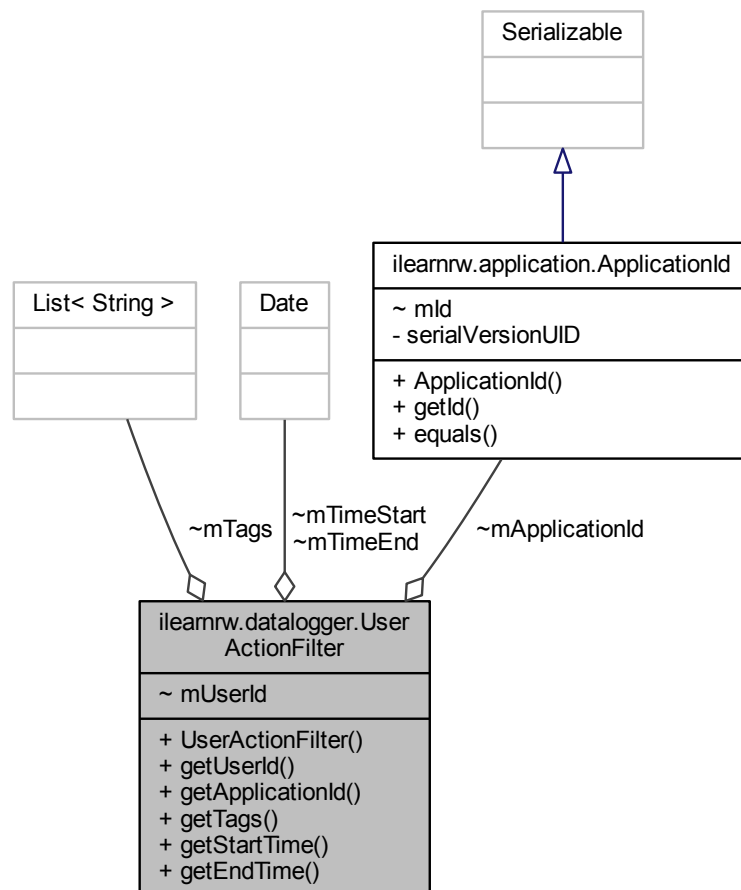 Serializable
ilearnrw.application.ApplicationId
~ mId
- serialVersionUID
+ ApplicationId()
+ getId()
+ equals()
List< String >
Date
~mTags
~mTimeStart
~mTimeEnd
~mApplicationId
ilearnrw.datalogger.User
ActionFilter
~ mUserId
+ UserActionFilter()
+ getUserId()
+ getApplicationId()
+ getTags()
+ getStartTime()
+ getEndTime()